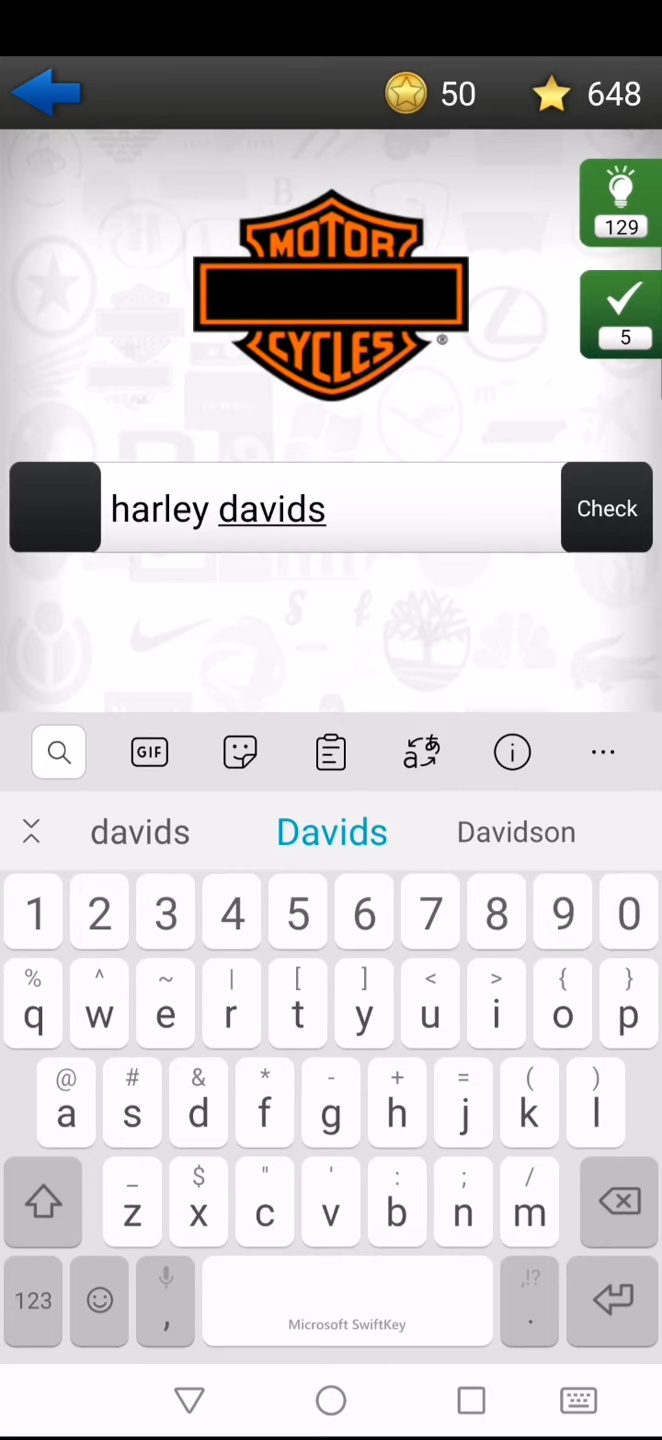 50 648
MOTOR
129
CYCLES ®
5
harley davids Check
GIF
davids Davids Davidson
1 2 3 4 5 6 7 8 9 0
% ^ ~ | [ ] < > { }
q w e r t y u i o p
@ # & * - + = ( )
a s d f g h j k l
_ $ " ' : ; /
z x c v b n m
,!?
123 , Microsoft SwiftKey .